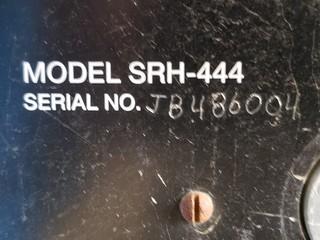 MODEL SRH-444
SERIAL NO. JB486004